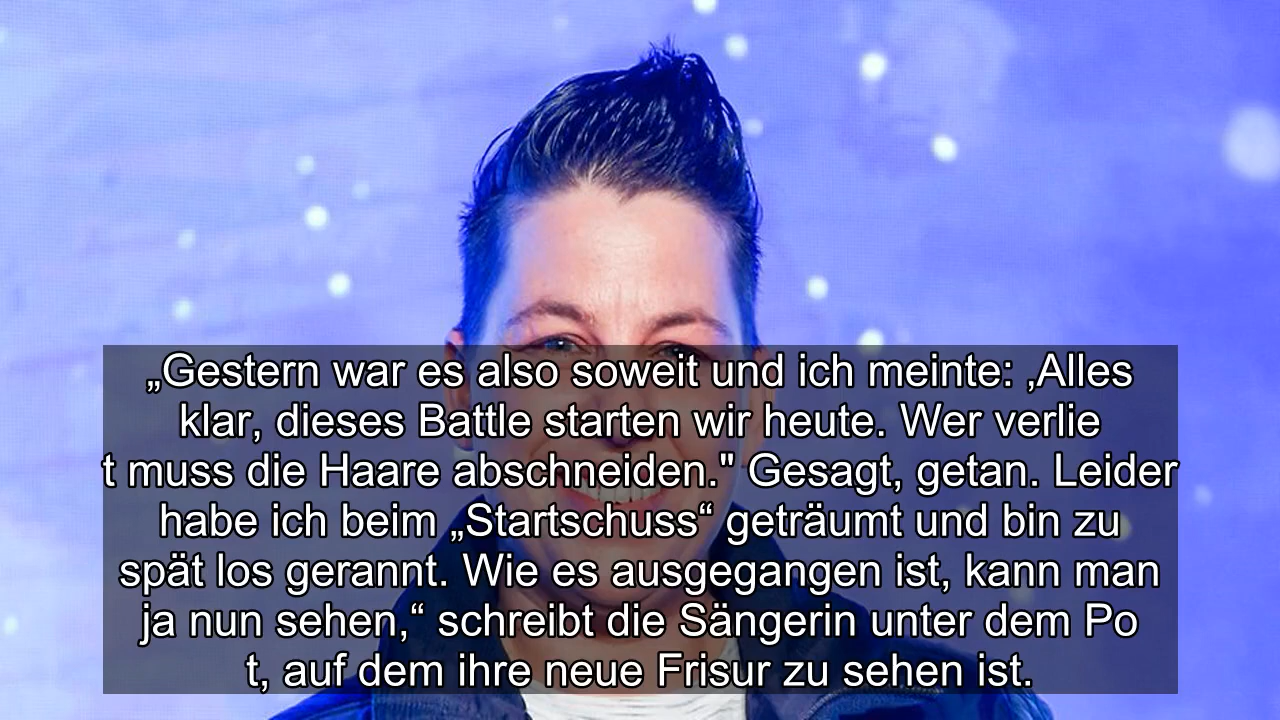 „Gestern war es also soweit und ich meinte: ‚Alles
klar, dieses Battle starten wir heute. Wer verlie
t muss die Haare abschneiden." Gesagt, getan. Leider
habe ich beim „Startschuss“ geträumt und bin zu
spät los gerannt. Wie es ausgegangen ist, kann man
ja nun sehen,“ schreibt die Sängerin unter dem Po
t, auf dem ihre neue Frisur zu sehen ist.